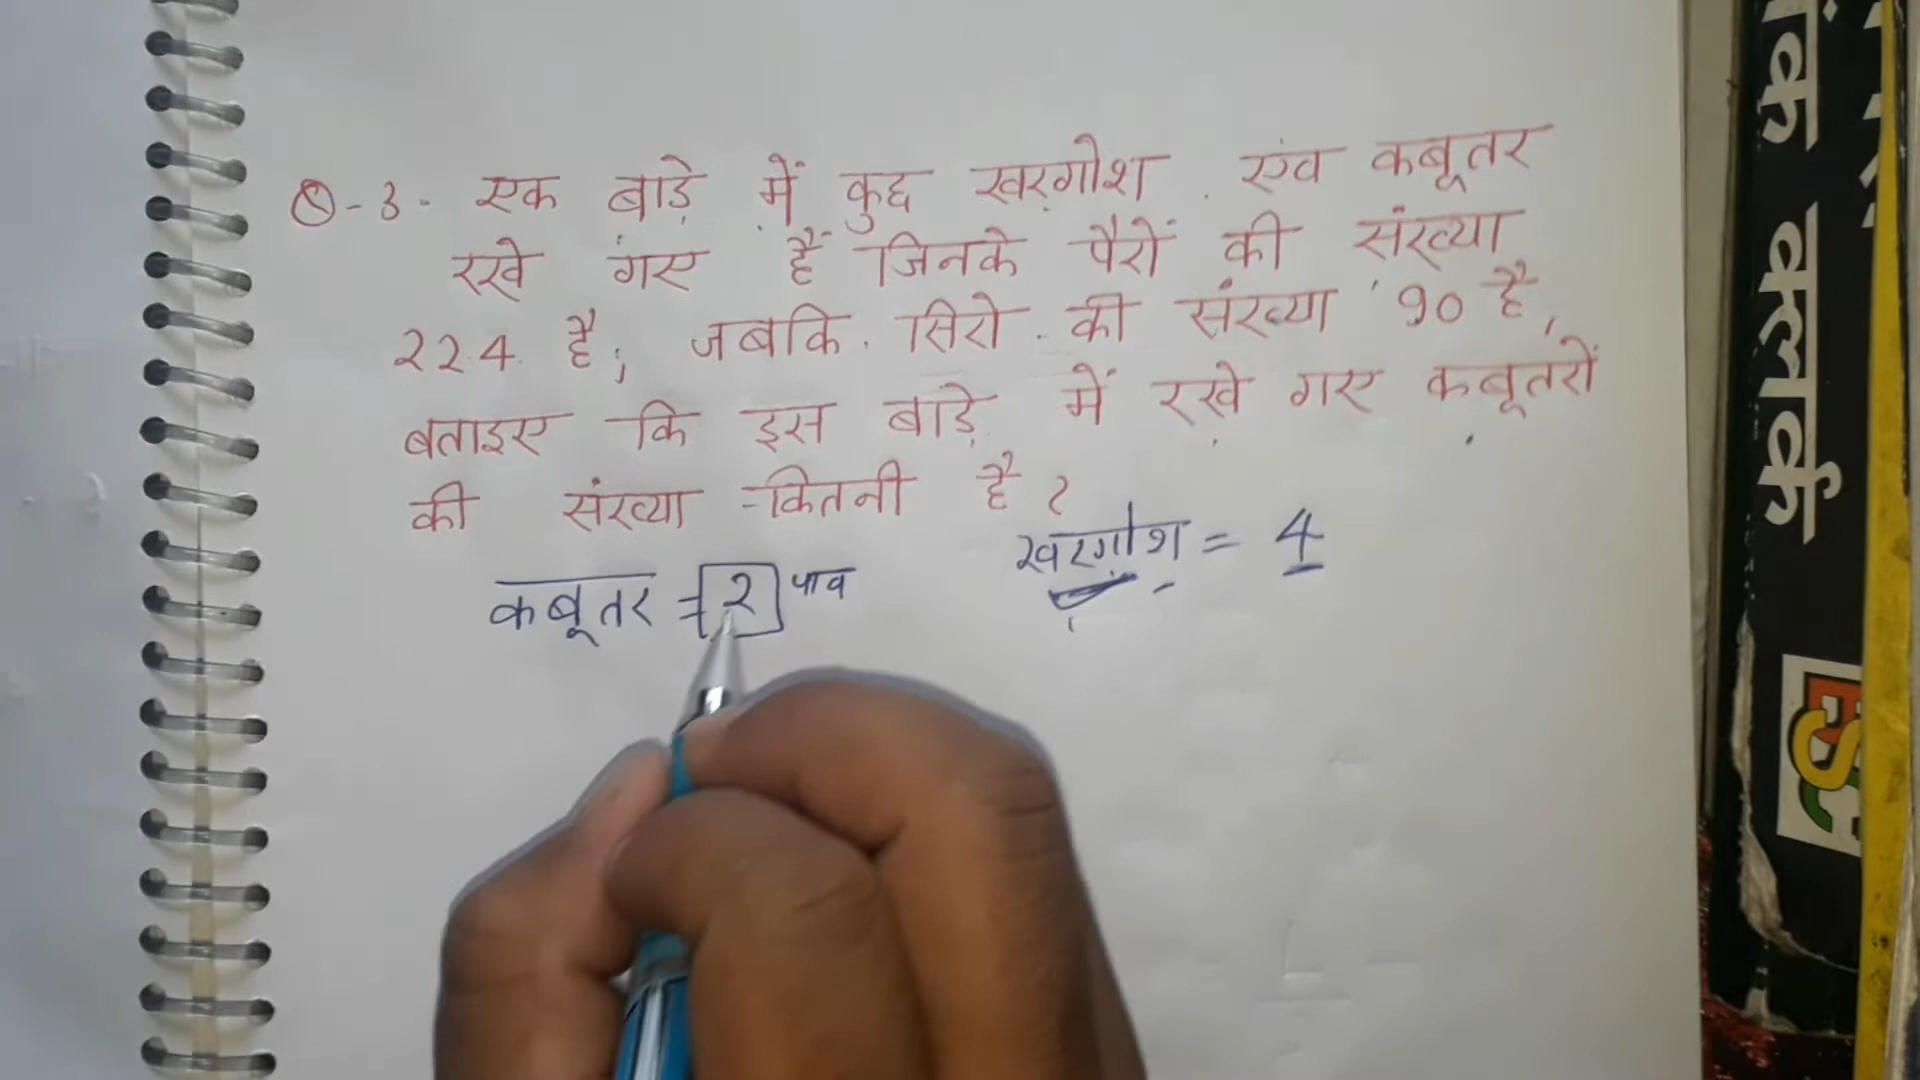 Q-3. एक बाड़े में कुछ खरगोश एंव कबूतर
रखे गए हैं जिनके पैरों की संख्या
224 है, जबकि सिरो की संख्या 90 है,
बताइए कि इस बाड़े में रखे गए कबूतरों
की संख्या कितनी है ?
खरगोश = 4
कबूतर = 2 पाव
क्लर्क